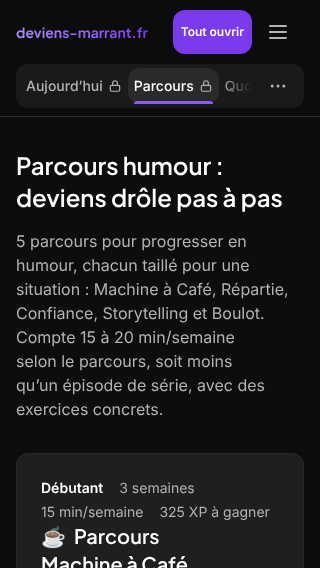 deviens-marrant.fr
Tout ouvrir
Aujourd’hui Parcours Quo
Parcours humour :
deviens drôle pas à pas
5 parcours pour progresser en
humour, chacun taillé pour une
situation : Machine à Café, Répartie,
Confiance, Storytelling et Boulot.
Compte 15 à 20 min/semaine
selon le parcours, soit moins
qu’un épisode de série, avec des
exercices concrets.
Débutant 3 semaines
15 min/semaine 325 XP à gagner
☕ Parcours
Machine à Café